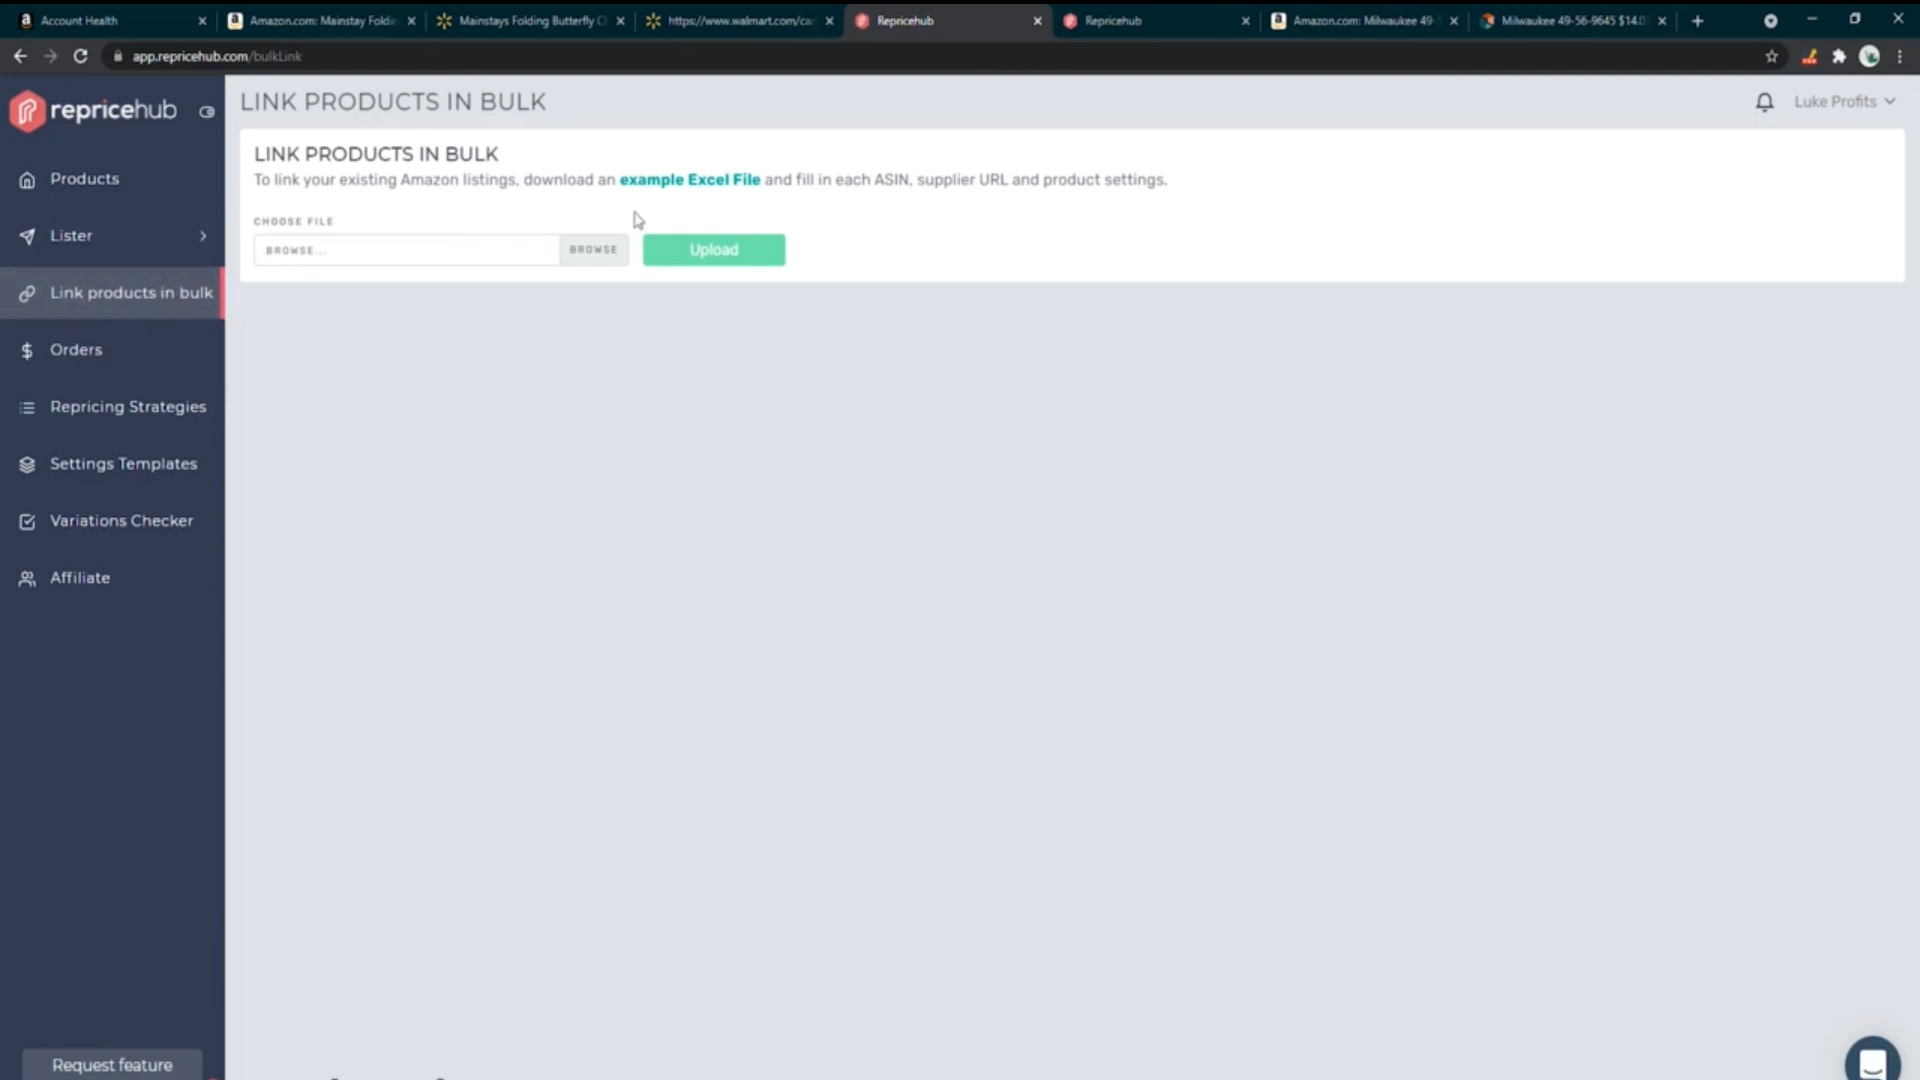 Account Health
Amazon.com: Mainstay Foldin
Mainstays Folding Butterfly C
https://www.walmart.com/car
Repricehub
Repricehub
Amazon.com: Milwaukee 49-
Milwaukee 49-56-9645 $14.0
app.repricehub.com/bulkLink
repricehub
LINK PRODUCTS IN BULK
Luke Profits
Products
Lister
Link products in bulk
Orders
Repricing Strategies
Settings Templates
Variations Checker
Affiliate
Request feature
LINK PRODUCTS IN BULK
To link your existing Amazon listings, download an example Excel File and fill in each ASIN, supplier URL and product settings.
CHOOSE FILE
BROWSE...
BROWSE
Upload